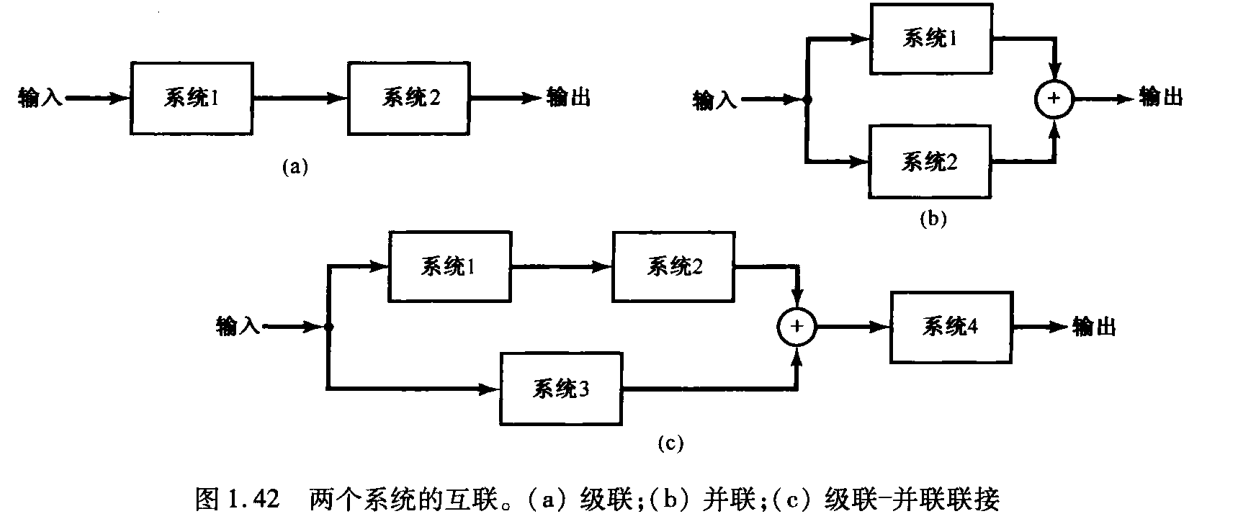 输入 系统1 系统2 输出
(a)
系统1
输入 + 输出
系统2
(b)
系统1 系统2
输入 + 系统4 输出
系统3
(c)
图1.42 两个系统的互联。(a) 级联;(b) 并联;(c) 级联-并联联接